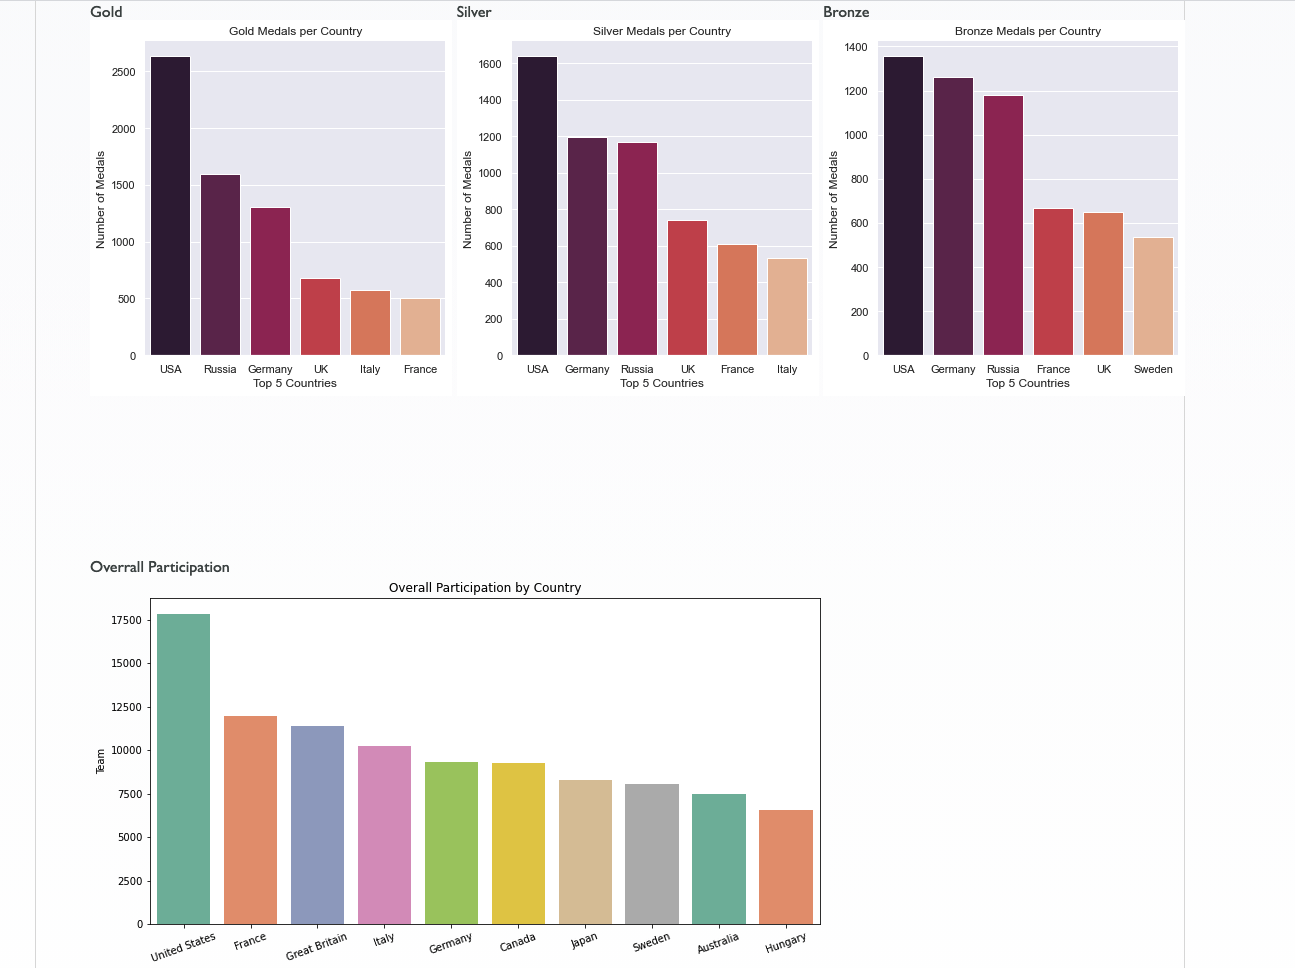 Gold
Gold Medals per Country
Number of Medals
2500
2000
1500
1000
500
0
USA Russia Germany UK Italy France
Top 5 Countries
Silver
Silver Medals per Country
Number of Medals
1600
1400
1200
1000
800
600
400
200
0
USA Germany Russia UK France Italy
Top 5 Countries
Bronze
Bronze Medals per Country
Number of Medals
1400
1200
1000
800
600
400
200
0
USA Germany Russia France UK Sweden
Top 5 Countries
Overrall Participation
Overall Participation by Country
Team
17500
15000
12500
10000
7500
5000
2500
0
United States France Great Britain Italy Germany Canada Japan Sweden Australia Hungary